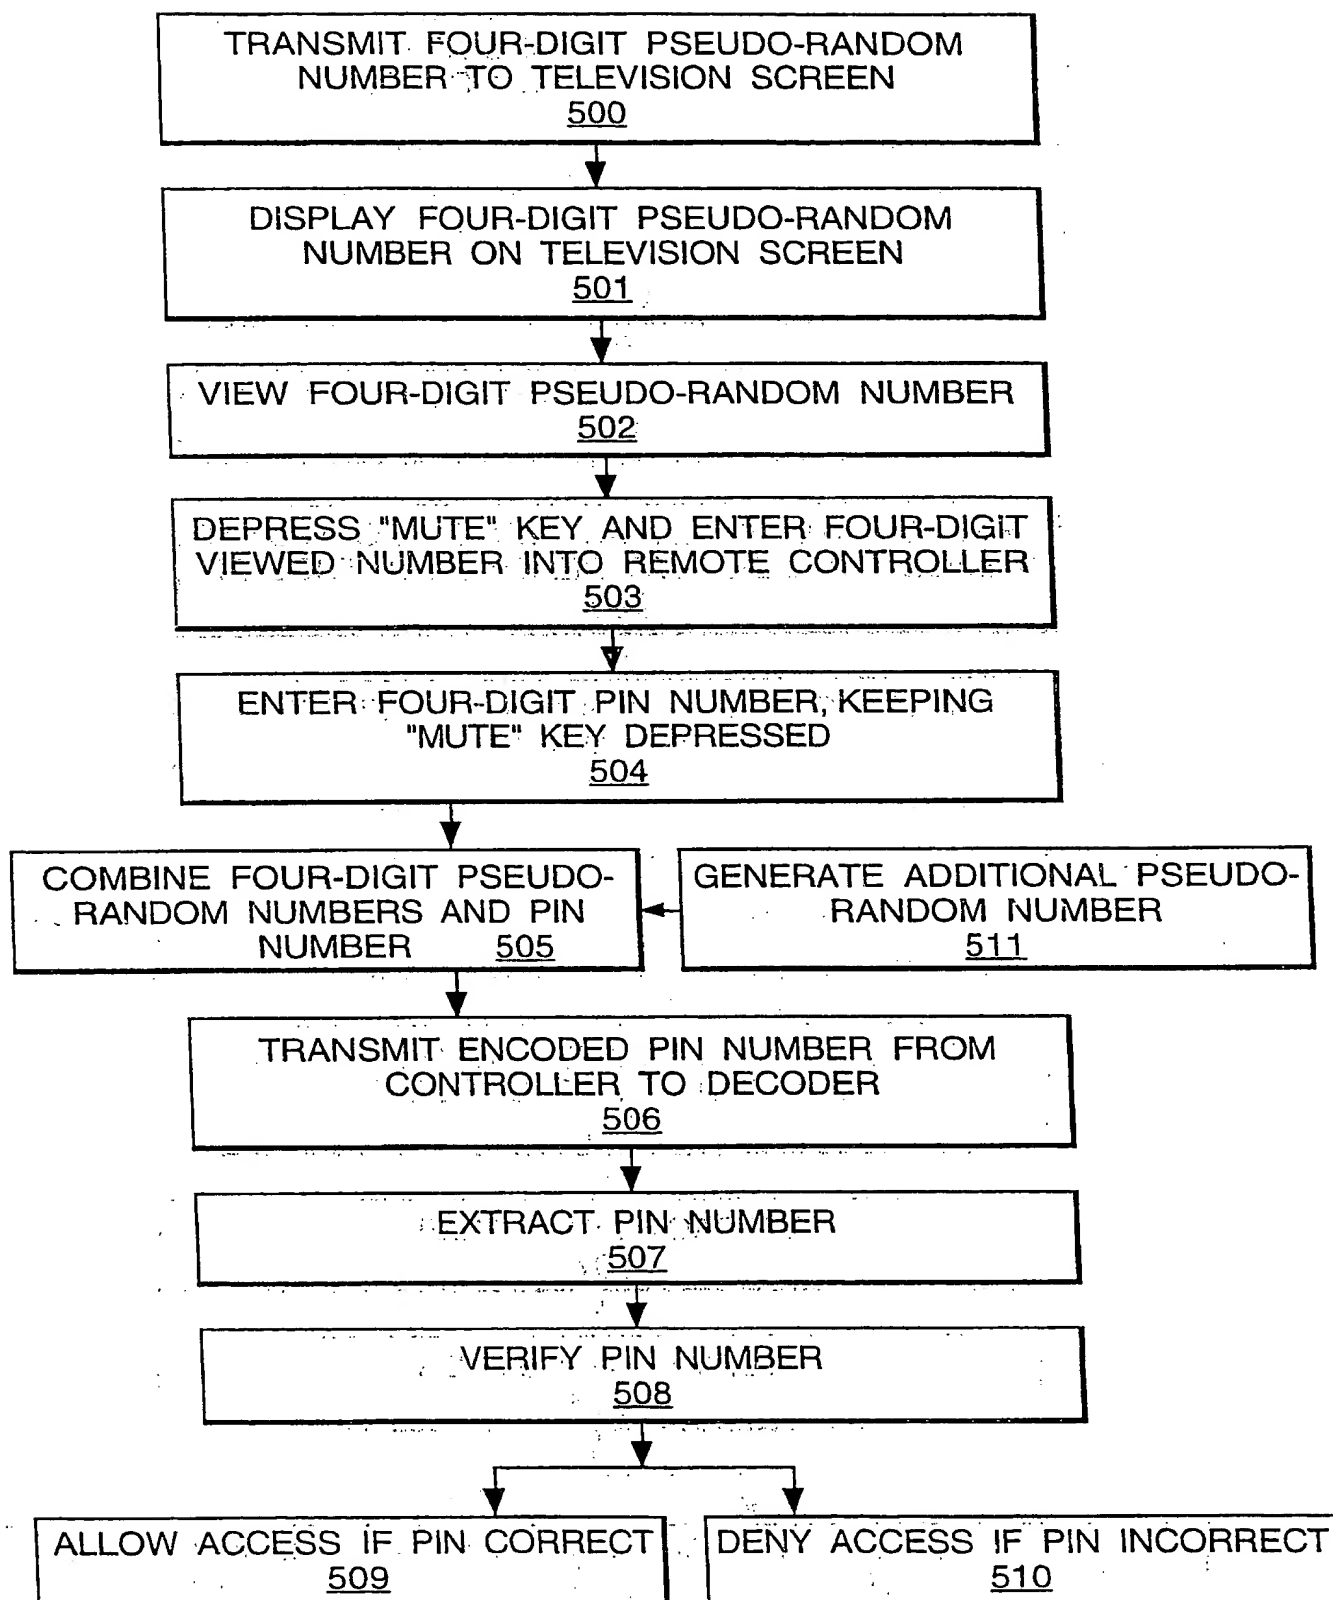 TRANSMIT FOUR-DIGIT PSEUDO-RANDOM
NUMBER TO TELEVISION SCREEN
500
DISPLAY FOUR-DIGIT PSEUDO-RANDOM
NUMBER ON TELEVISION SCREEN
501
VIEW FOUR-DIGIT PSEUDO-RANDOM NUMBER
502
DEPRESS "MUTE" KEY AND ENTER FOUR-DIGIT
VIEWED NUMBER INTO REMOTE CONTROLLER
503
ENTER FOUR-DIGIT PIN NUMBER, KEEPING
"MUTE" KEY DEPRESSED
504
COMBINE FOUR-DIGIT PSEUDO-
RANDOM NUMBERS AND PIN
NUMBER 505
GENERATE ADDITIONAL PSEUDO-
RANDOM NUMBER
511
TRANSMIT ENCODED PIN NUMBER FROM
CONTROLLER TO DECODER
506
EXTRACT PIN NUMBER
507
VERIFY PIN NUMBER
508
ALLOW ACCESS IF PIN CORRECT
509
DENY ACCESS IF PIN INCORRECT
510